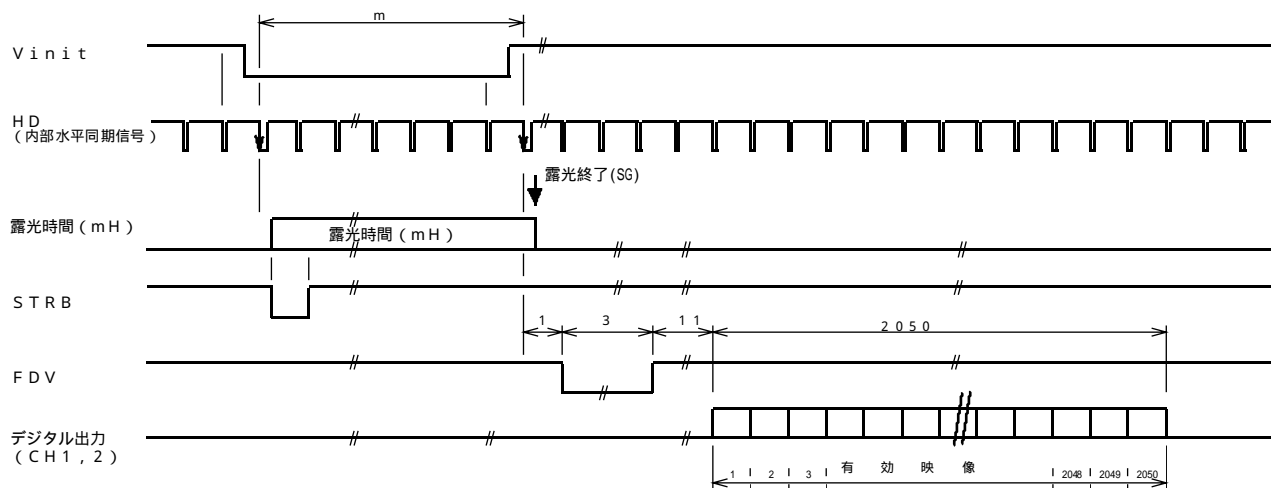 m
Ｖｉｎｉｔ
ＨＤ
（内部水平同期信号）
露光終了(SG)
露光時間（ｍＨ）
露光時間（ｍＨ）
ＳＴＲＢ
1 3 １１ ２０５０
ＦＤＶ
デジタル出力
（ＣＨ１，２）
1 2 3 有 効 映 像 2048 2049 2050